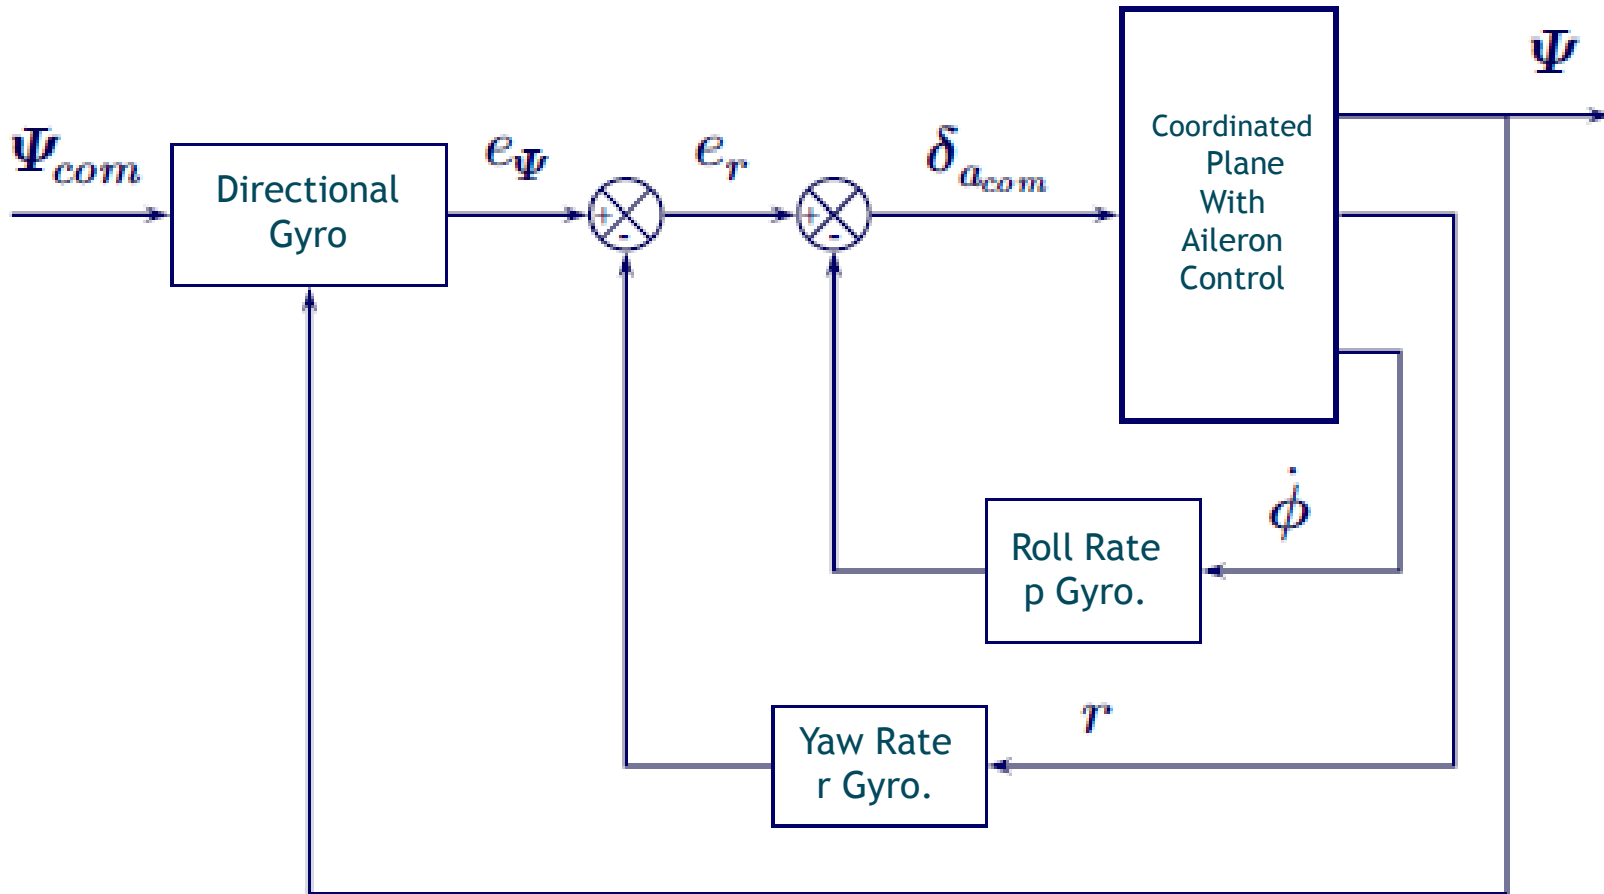 Ψ
Ψcom
Directional
Gyro
eΨ
+
-
er
+
-
δacom
Coordinated
Plane
With
Aileron
Control
ϕ̇
Roll Rate
p Gyro.
r
Yaw Rate
r Gyro.